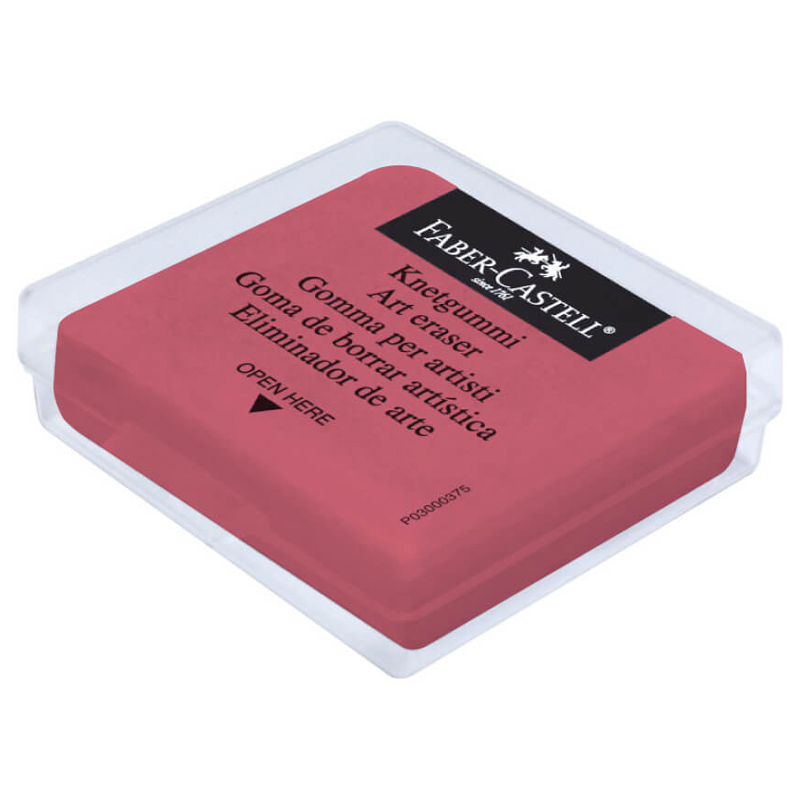 FABER-CASTELL®
since 1761
Knetgummi
Art eraser
Gomma per artisti
Goma de borrar artística
Eliminador de arte
OPEN HERE
P03000375